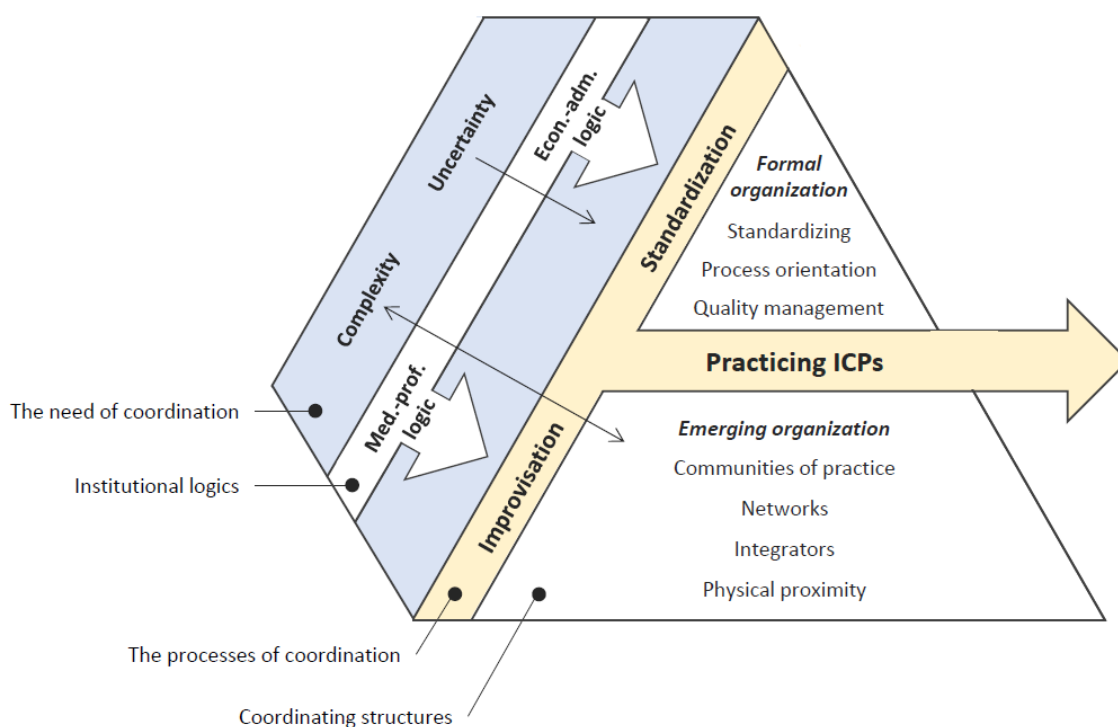 Uncertainty
Complexity
Econ.-adm.
logic
Med.-prof.
logic
Standardization
Improvisation
Formal
organization
Standardizing
Process orientation
Quality management
Practicing ICPs
Emerging organization
Communities of practice
Networks
Integrators
Physical proximity
The need of coordination
Institutional logics
The processes of coordination
Coordinating structures